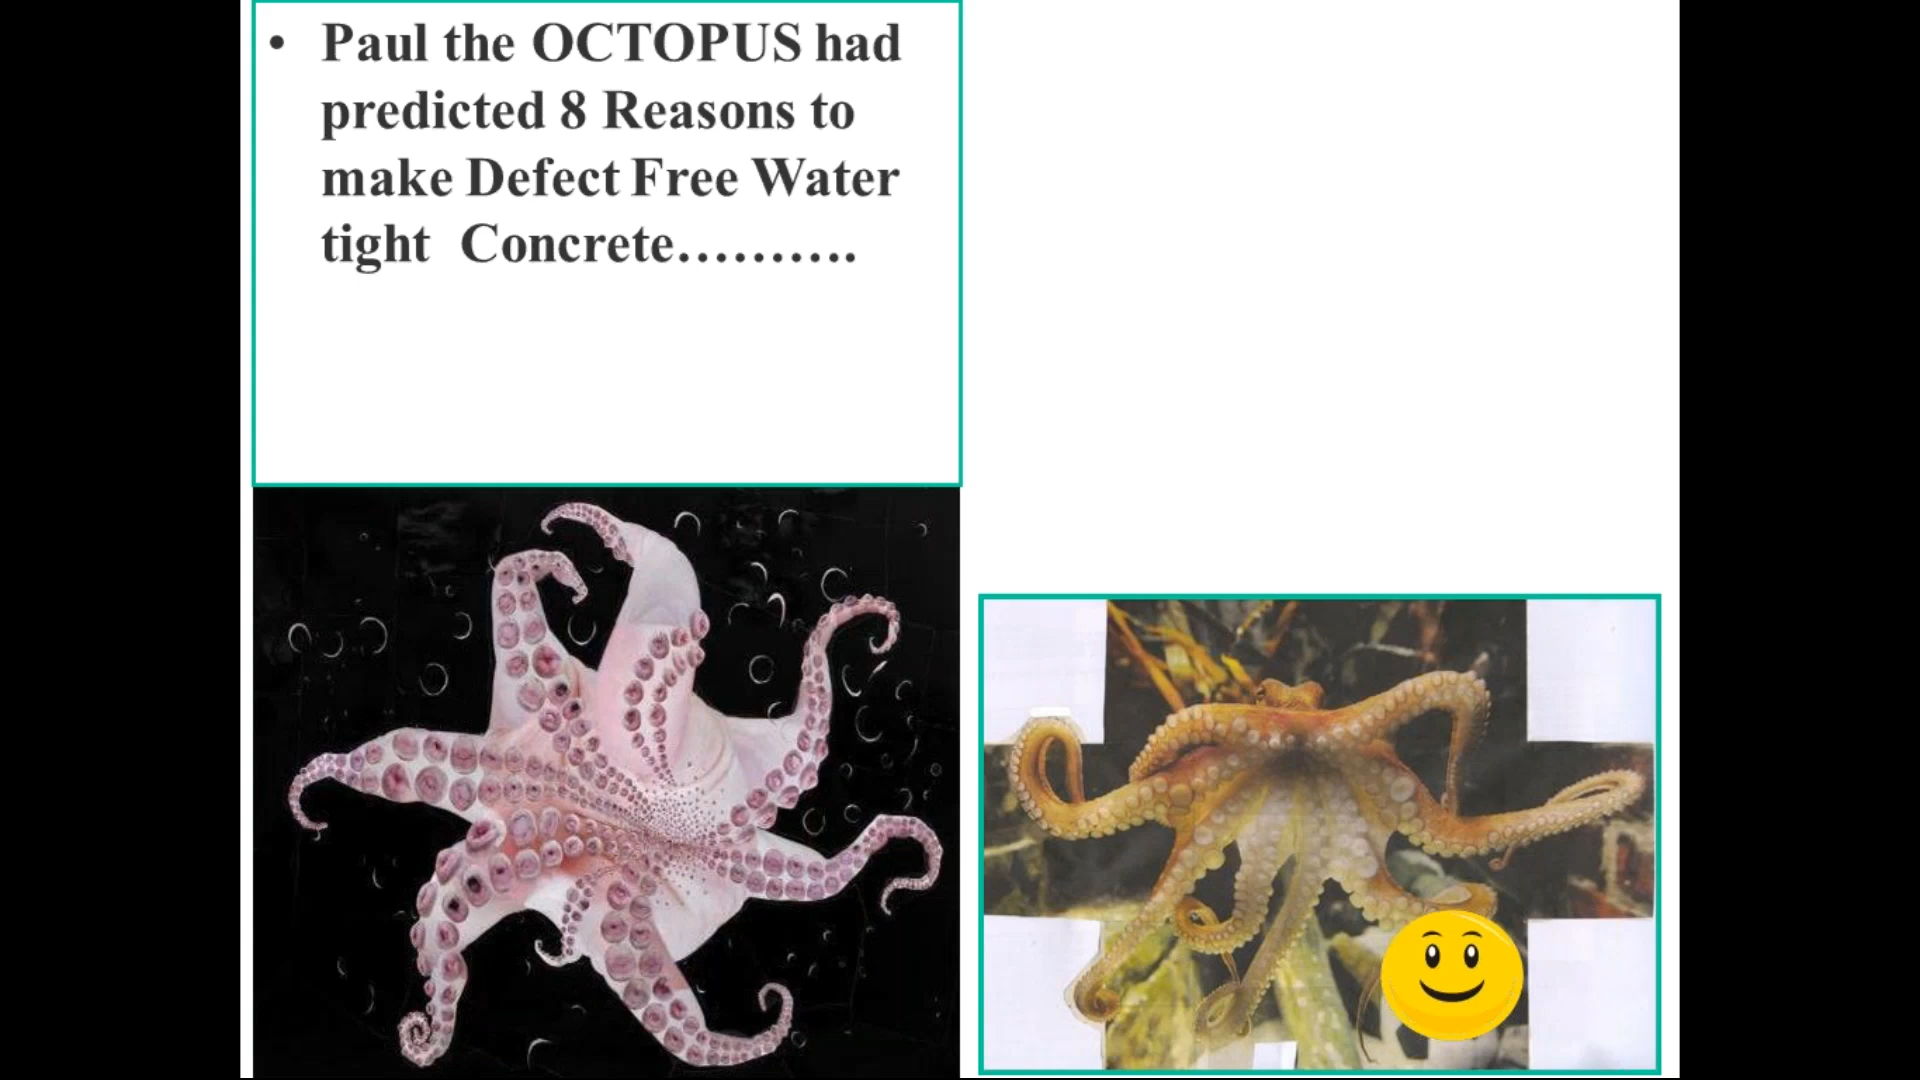 • Paul the OCTOPUS had
predicted 8 Reasons to
make Defect Free Water
tight Concrete……….